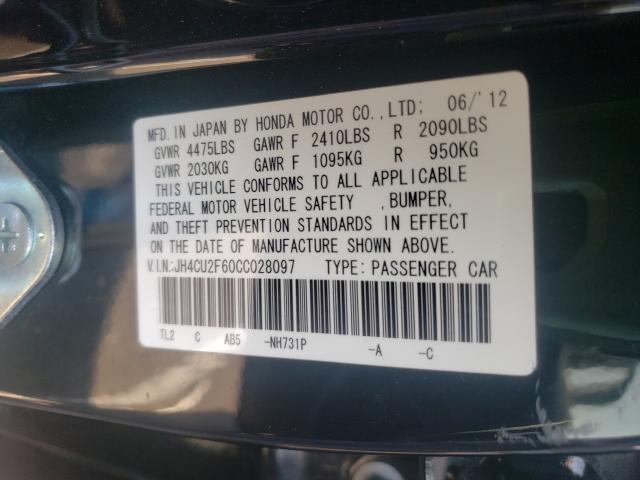 MFD. IN JAPAN BY HONDA MOTOR CO.,LTD; 06/'12
GVWR 4475LBS GAWR F 2410LBS R 2090LBS
GVWR 2030KG GAWR F 1095KG R 950KG
THIS VEHICLE CONFORMS TO ALL APPLICABLE
FEDERAL MOTOR VEHICLE SAFETY ,BUMPER,
AND THEFT PREVENTION STANDARDS IN EFFECT
ON THE DATE OF MANUFACTURE SHOWN ABOVE.
V.I.N.:JH4CU2F60CC028097 TYPE: PASSENGER CAR
TL2 C AB5 -NH731P -A -C